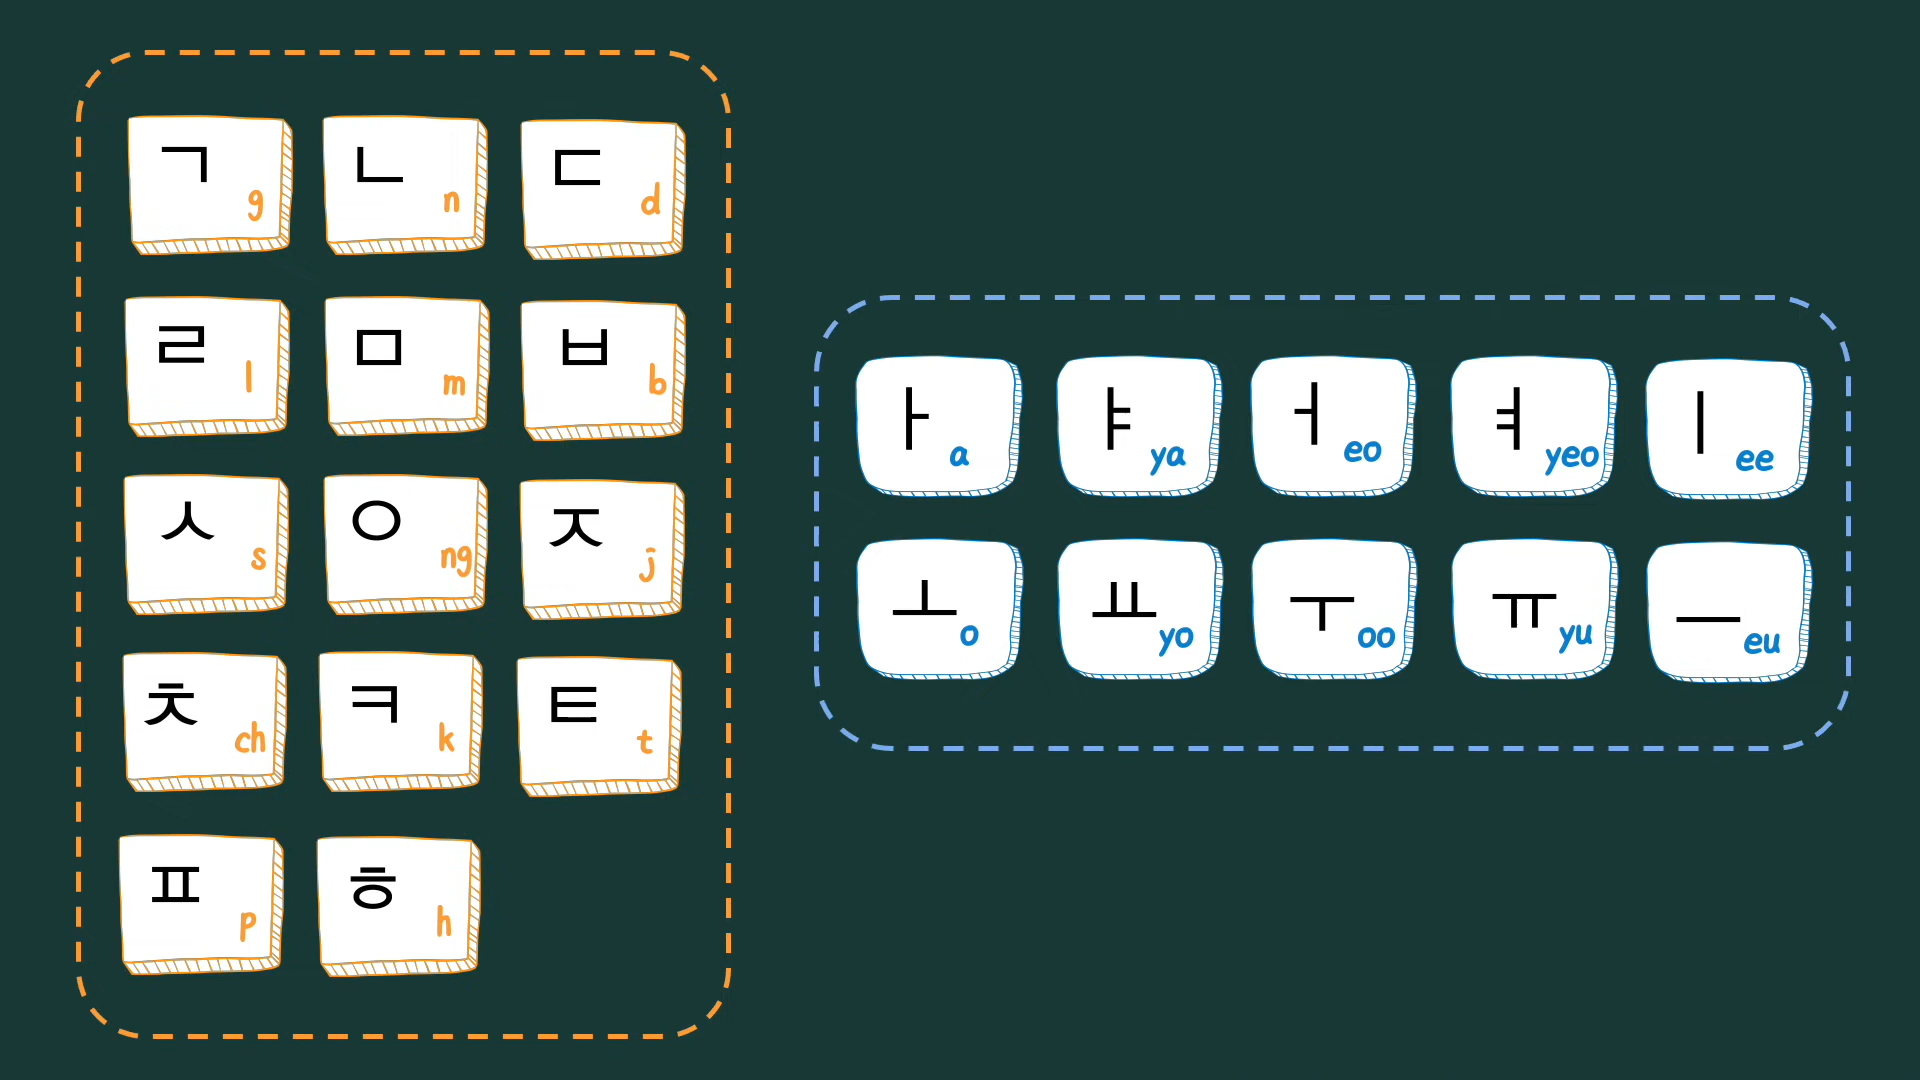 ㄱ g ㄴ n ㄷ d
ㄹ l ㅁ m ㅂ b
ㅅ s ㅇ ng ㅈ j
ㅊ ch ㅋ k ㅌ t
ㅍ p ㅎ h
ㅏ a ㅑ ya ㅓ eo ㅕ yeo ㅣ ee
ㅗ o ㅛ yo ㅜ oo ㅠ yu ㅡ eu